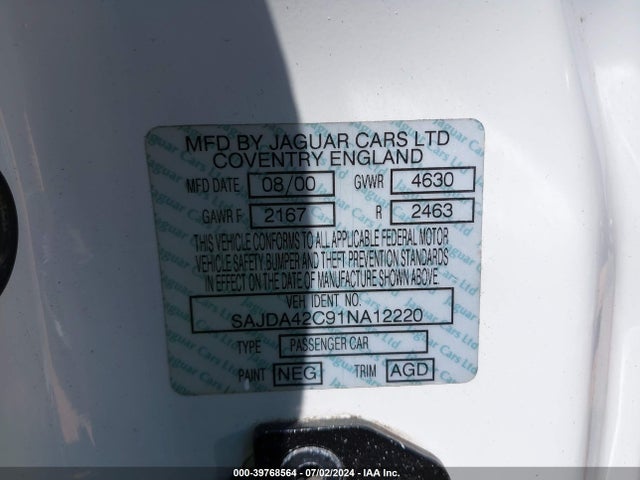 MFD BY JAGUAR CARS LTD
COVENTRY ENGLAND
MFD DATE 08/00 GVWR 4630
GAWR F 2167 R 2463
THIS VEHICLE CONFORMS TO ALL APPLICABLE FEDERAL MOTOR
VEHICLE SAFETY, BUMPER AND THEFT PREVENTION STANDARDS
IN EFFECT ON THE DATE OF MANUFACTURE SHOWN ABOVE
VEH IDENT NO.
SAJDA42C91NA12220
TYPE PASSENGER CAR
PAINT NEG TRIM AGD
000-39768564 | 07/02/2024 - IAA Inc.